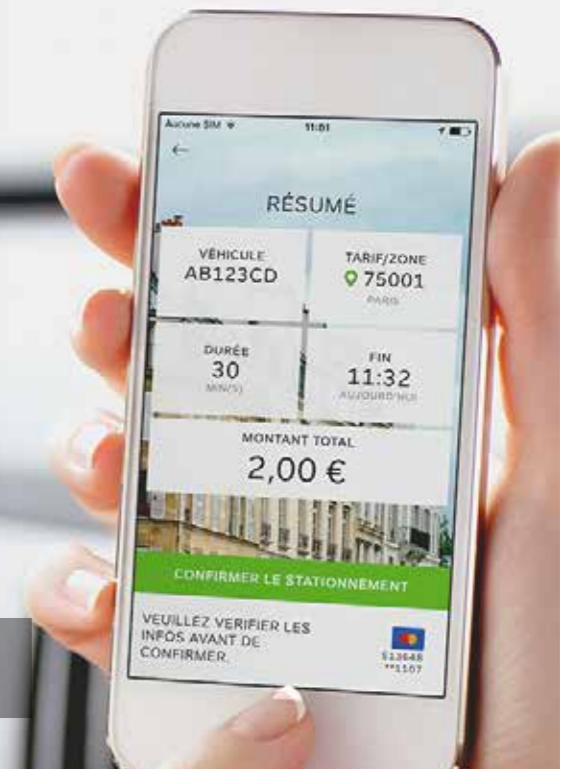 Aucune SIM 11:01
RÉSUMÉ
VÉHICULE
AB123CD
TARIF/ZONE
75001
PARIS
DURÉE
30
MIN(S)
FIN
11:32
AUJOURD'HUI
MONTANT TOTAL
2,00 €
CONFIRMER LE STATIONNEMENT
VEUILLEZ VERIFIER LES
INFOS AVANT DE
CONFIRMER.
513648
**1107